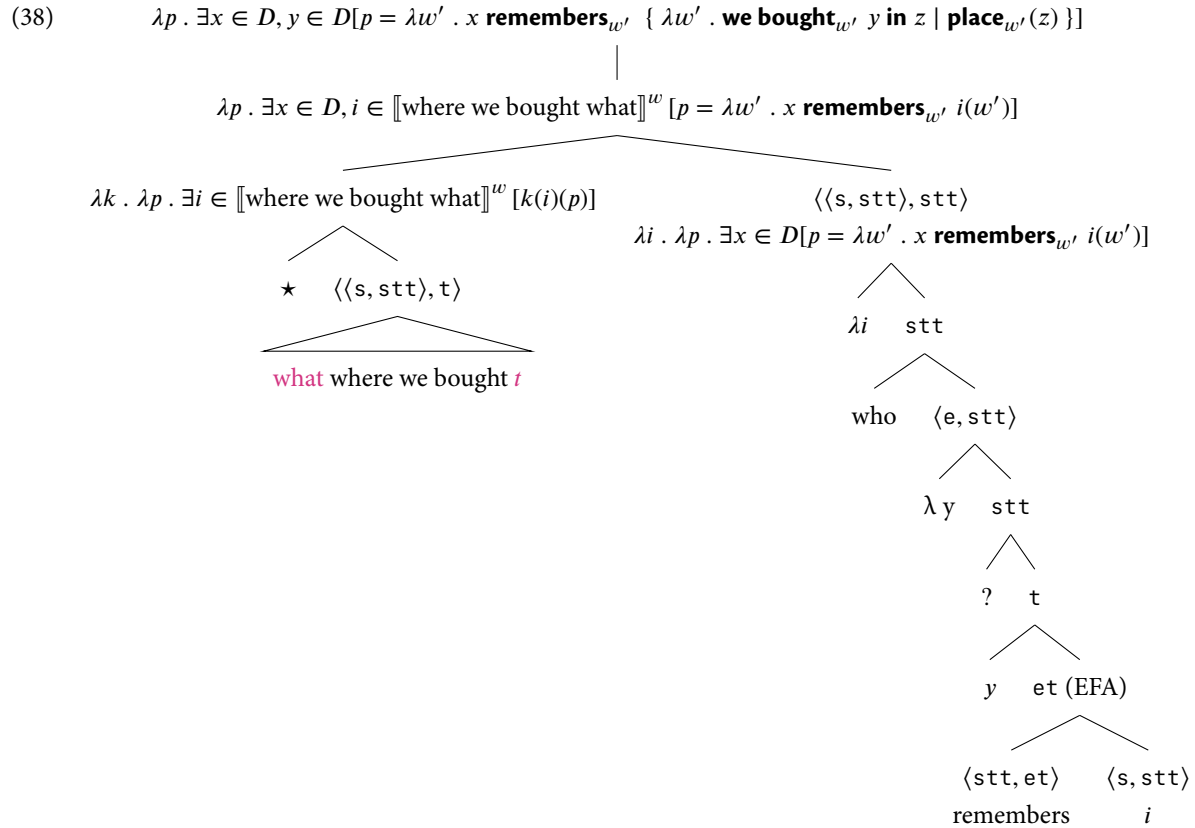 (38) λp . ∃x ∈ D, y ∈ D[p = λw′ . x remembers_w′ { λw′ . we bought_w′ y in z | place_w′(z) }]
λp . ∃x ∈ D, i ∈ ⟦where we bought what⟧^w [p = λw′ . x remembers_w′ i(w′)]
λk . λp . ∃i ∈ ⟦where we bought what⟧^w [k(i)(p)] ⟨⟨s, stt⟩, stt⟩
λi . λp . ∃x ∈ D[p = λw′ . x remembers_w′ i(w′)]
⋆ ⟨⟨s, stt⟩, t⟩
λi stt
what where we bought t
who ⟨e, stt⟩
λ y stt
? t
y et (EFA)
⟨stt, et⟩ ⟨s, stt⟩
remembers i